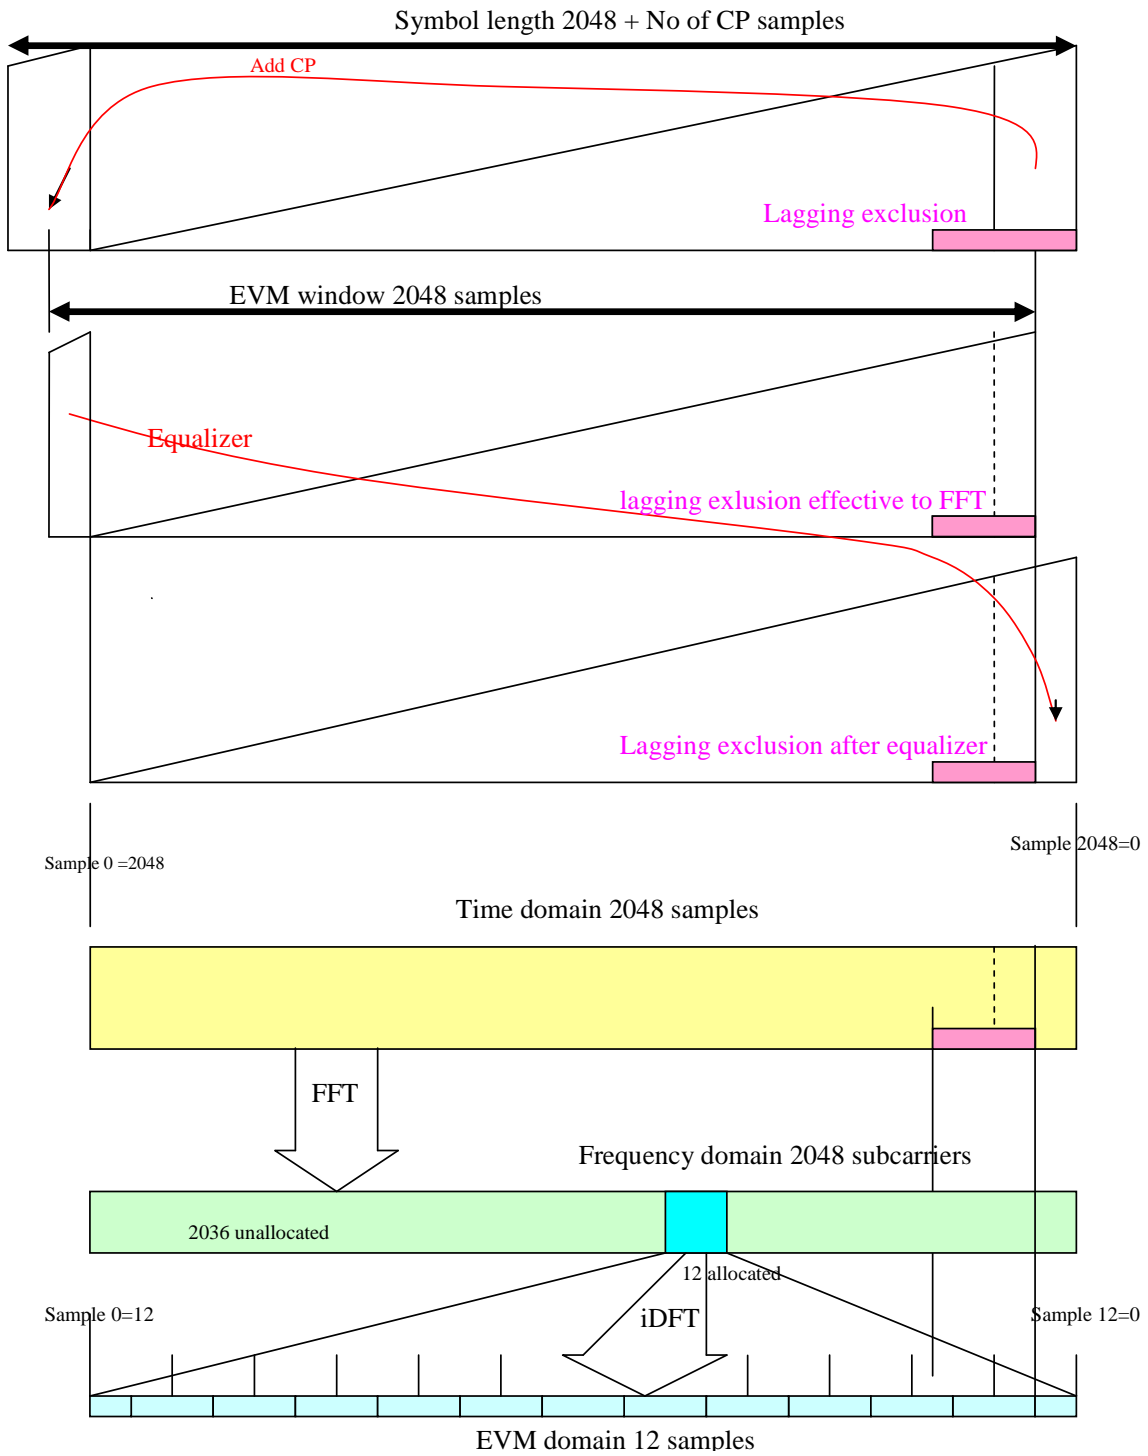 Symbol length 2048 + No of CP samples
Add CP
Lagging exclusion
EVM window 2048 samples
Equalizer
lagging exlusion effective to FFT
Lagging exclusion after equalizer
Sample 2048=0
Sample 0 =2048
Time domain 2048 samples
FFT
Frequency domain 2048 subcarriers
2036 unallocated
12 allocated
Sample 0=12
iDFT
Sample 12=0
EVM domain 12 samples